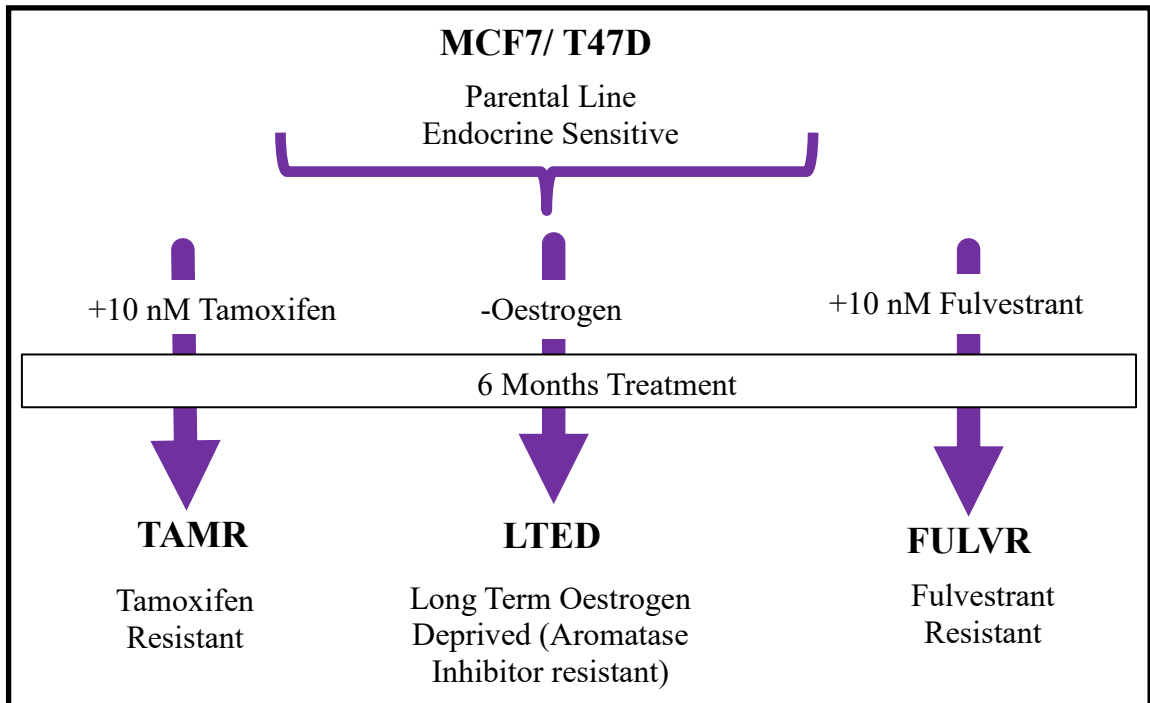 MCF7/ T47D
Parental Line
Endocrine Sensitive
+10 nM Tamoxifen
-Oestrogen
+10 nM Fulvestrant
6 Months Treatment
TAMR
Tamoxifen
Resistant
LTED
Long Term Oestrogen
Deprived (Aromatase
Inhibitor resistant)
FULVR
Fulvestrant
Resistant